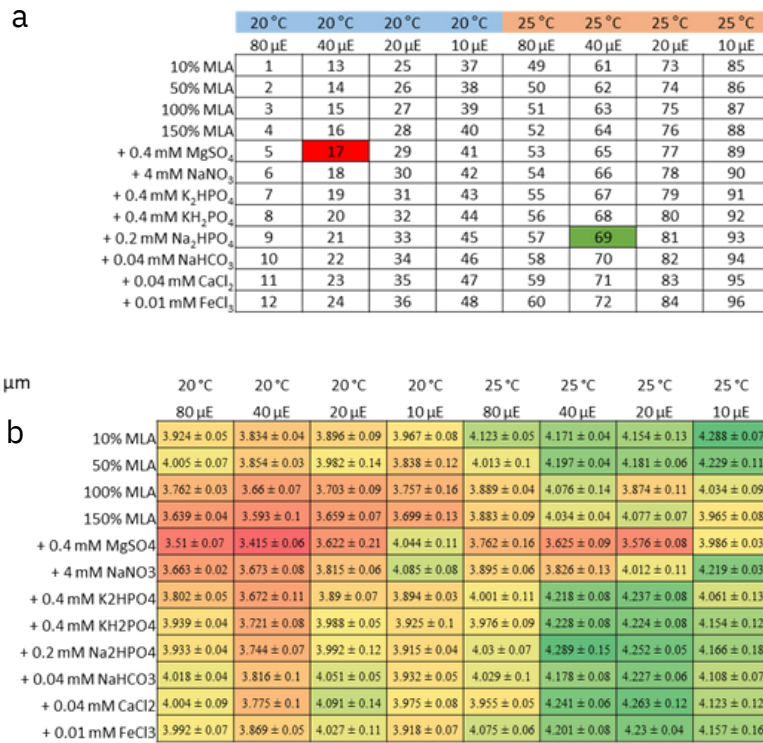 a
20 °C 20 °C 20 °C 20 °C 25 °C 25 °C 25 °C 25 °C
80 µE 40 µE 20 µE 10 µE 80 µE 40 µE 20 µE 10 µE
10% MLA 1 13 25 37 49 61 73 85
50% MLA 2 14 26 38 50 62 74 86
100% MLA 3 15 27 39 51 63 75 87
150% MLA 4 16 28 40 52 64 76 88
+ 0.4 mM MgSO₄ 5 17 29 41 53 65 77 89
+ 4 mM NaNO₃ 6 18 30 42 54 66 78 90
+ 0.4 mM K₂HPO₄ 7 19 31 43 55 67 79 91
+ 0.4 mM KH₂PO₄ 8 20 32 44 56 68 80 92
+ 0.2 mM Na₂HPO₄ 9 21 33 45 57 69 81 93
+ 0.04 mM NaHCO₃ 10 22 34 46 58 70 82 94
+ 0.04 mM CaCl₂ 11 23 35 47 59 71 83 95
+ 0.01 mM FeCl₃ 12 24 36 48 60 72 84 96
µm 20 °C 20 °C 20 °C 20 °C 25 °C 25 °C 25 °C 25 °C
80 µE 40 µE 20 µE 10 µE 80 µE 40 µE 20 µE 10 µE
b
10% MLA 3.924 ± 0.05 3.834 ± 0.04 3.896 ± 0.09 3.967 ± 0.08 4.123 ± 0.05 4.171 ± 0.04 4.154 ± 0.13 4.288 ± 0.07
50% MLA 4.005 ± 0.07 3.854 ± 0.03 3.982 ± 0.14 3.838 ± 0.12 4.013 ± 0.1 4.197 ± 0.04 4.181 ± 0.06 4.229 ± 0.11
100% MLA 3.762 ± 0.03 3.66 ± 0.07 3.703 ± 0.09 3.757 ± 0.16 3.889 ± 0.04 4.076 ± 0.14 3.874 ± 0.11 4.034 ± 0.09
150% MLA 3.639 ± 0.04 3.593 ± 0.1 3.659 ± 0.07 3.699 ± 0.13 3.883 ± 0.09 4.034 ± 0.04 4.077 ± 0.07 3.965 ± 0.08
+ 0.4 mM MgSO4 3.51 ± 0.07 3.415 ± 0.06 3.622 ± 0.21 4.044 ± 0.11 3.762 ± 0.16 3.625 ± 0.09 3.576 ± 0.08 3.986 ± 0.03
+ 4 mM NaNO3 3.663 ± 0.02 3.673 ± 0.08 3.815 ± 0.06 4.085 ± 0.08 3.895 ± 0.06 3.826 ± 0.13 4.012 ± 0.11 4.219 ± 0.03
+ 0.4 mM K2HPO4 3.802 ± 0.05 3.672 ± 0.11 3.89 ± 0.07 3.894 ± 0.03 4.001 ± 0.11 4.218 ± 0.08 4.237 ± 0.08 4.061 ± 0.13
+ 0.4 mM KH2PO4 3.939 ± 0.04 3.721 ± 0.08 3.988 ± 0.05 3.925 ± 0.1 3.976 ± 0.09 4.228 ± 0.08 4.224 ± 0.08 4.154 ± 0.12
+ 0.2 mM Na2HPO4 3.933 ± 0.04 3.744 ± 0.07 3.992 ± 0.12 3.915 ± 0.04 4.03 ± 0.07 4.289 ± 0.15 4.252 ± 0.05 4.166 ± 0.18
+ 0.04 mM NaHCO3 4.018 ± 0.04 3.816 ± 0.1 4.051 ± 0.05 3.932 ± 0.05 4.029 ± 0.1 4.178 ± 0.08 4.227 ± 0.06 4.108 ± 0.07
+ 0.04 mM CaCl2 4.004 ± 0.09 3.775 ± 0.1 4.091 ± 0.14 3.975 ± 0.08 3.955 ± 0.05 4.241 ± 0.06 4.263 ± 0.12 4.123 ± 0.12
+ 0.01 mM FeCl3 3.992 ± 0.07 3.869 ± 0.05 4.027 ± 0.11 3.918 ± 0.07 4.075 ± 0.06 4.201 ± 0.08 4.23 ± 0.04 4.157 ± 0.16